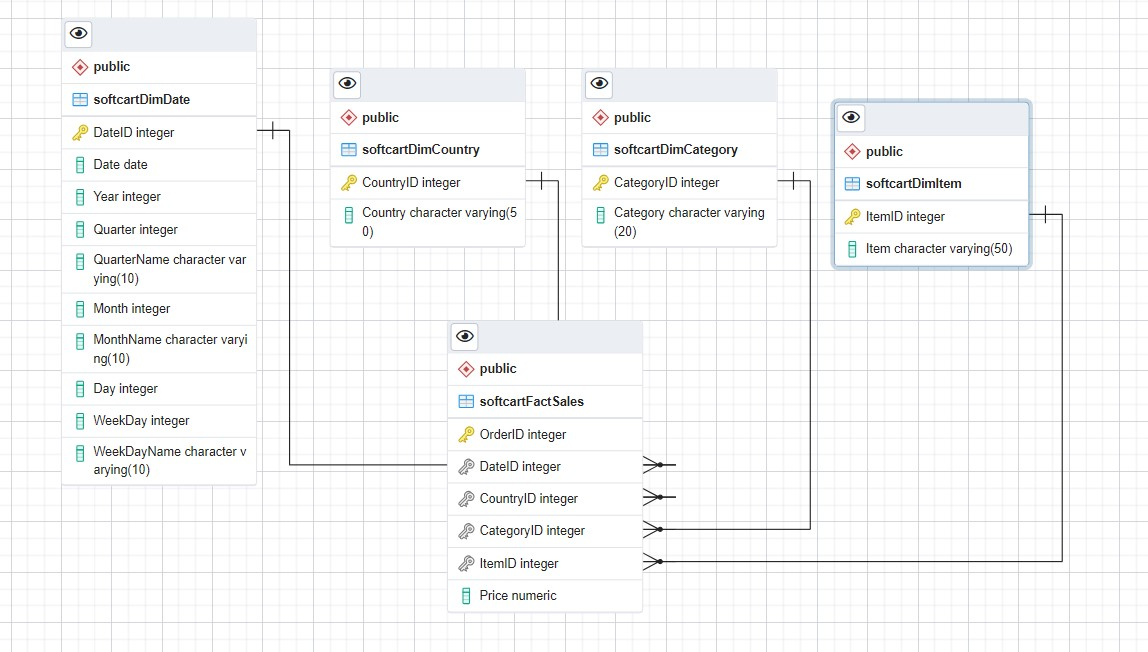 public
softcartDimDate
DateID integer
Date date
Year integer
Quarter integer
QuarterName character var
ying(10)
Month integer
MonthName character varyi
ng(10)
Day integer
WeekDay integer
WeekDayName character v
arying(10)
public
softcartDimCountry
CountryID integer
Country character varying(5
0)
public
softcartDimCategory
CategoryID integer
Category character varying
(20)
public
softcartDimItem
ItemID integer
Item character varying(50)
public
softcartFactSales
OrderID integer
DateID integer
CountryID integer
CategoryID integer
ItemID integer
Price numeric